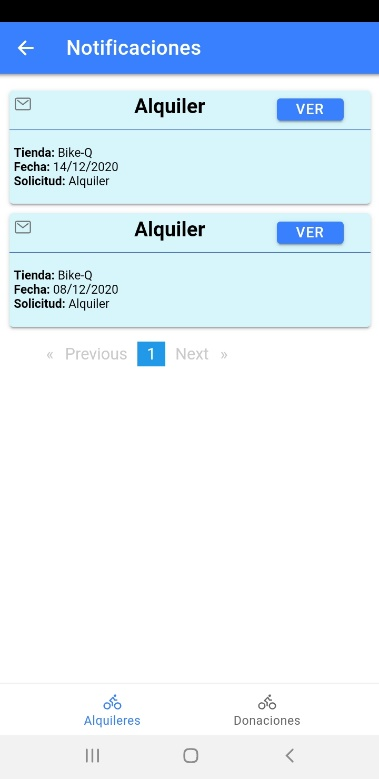 Notificaciones
Alquiler VER
Tienda: Bike-Q
Fecha: 14/12/2020
Solicitud: Alquiler
Alquiler VER
Tienda: Bike-Q
Fecha: 08/12/2020
Solicitud: Alquiler
« Previous 1 Next »
Alquileres Donaciones